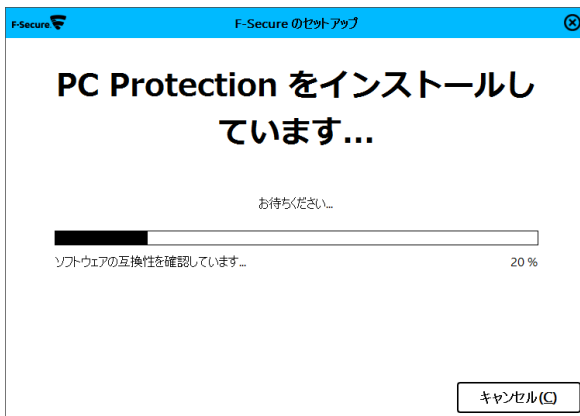 F-Secure
F-Secure のセットアップ
PC Protection をインストールし
ています...
お待ちください...
ソフトウェアの互換性を確認しています...
20 %
キャンセル(C)